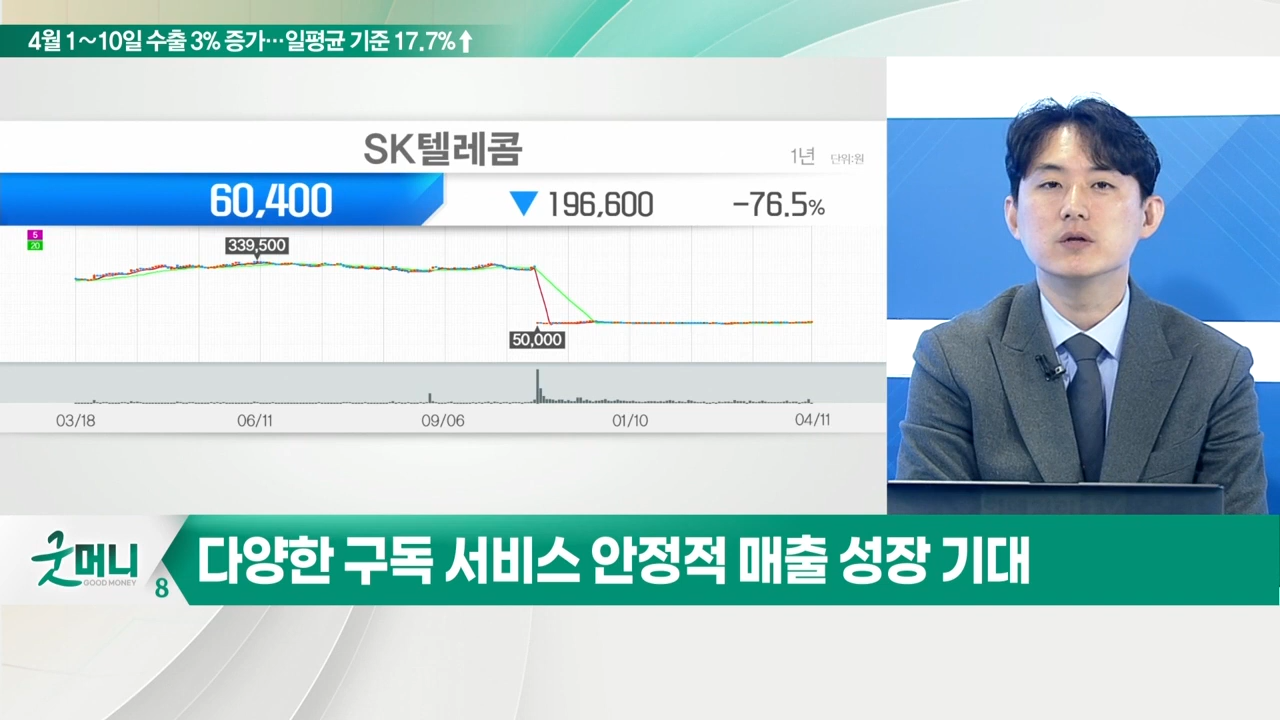 4월 1~10일 수출 3% 증가…일평균 기준 17.7%↑
SK텔레콤
1년 단위:원
60,400 ▼ 196,600 -76.5%
5
20
339,500
50,000
03/18 06/11 09/06 01/10 04/11
굿머니
GOOD MONEY
8
다양한 구독 서비스 안정적 매출 성장 기대